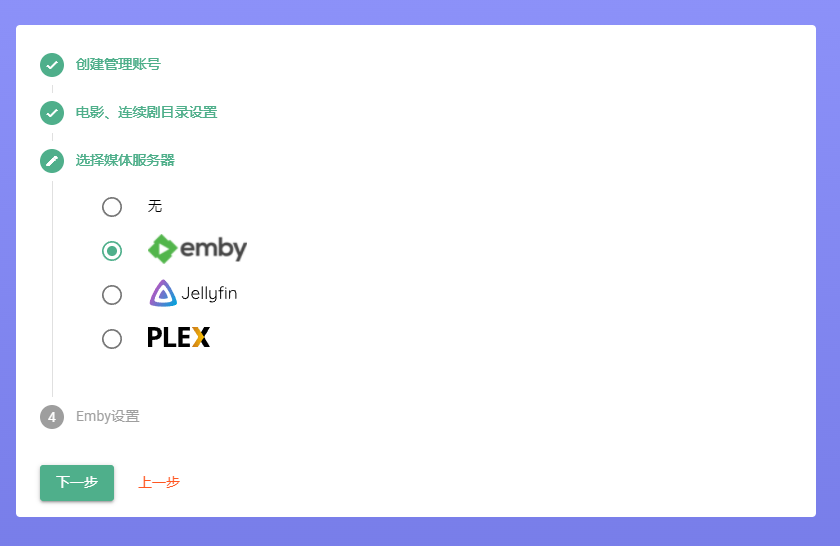 创建管理账号
电影、连续剧目录设置
选择媒体服务器
无
emby
Jellyfin
PLEX
4 Emby设置
下一步 上一步